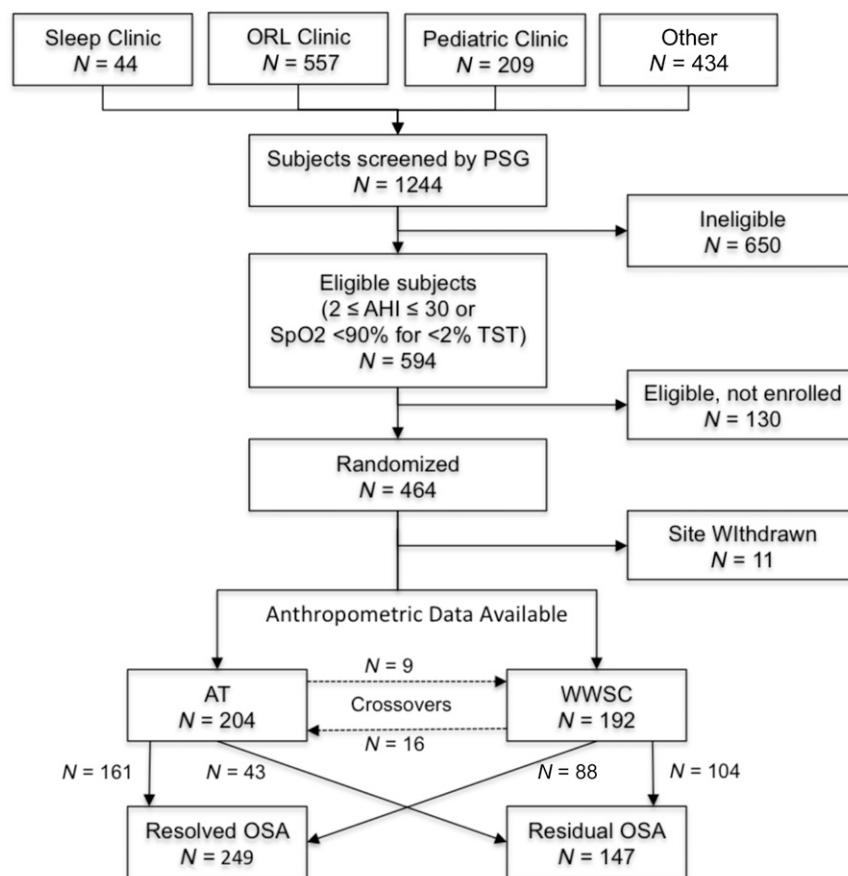 Sleep Clinic
N = 44
ORL Clinic
N = 557
Pediatric Clinic
N = 209
Other
N = 434
Subjects screened by PSG
N = 1244
Ineligible
N = 650
Eligible subjects
(2 ≤ AHI ≤ 30 or
SpO2 <90% for <2% TST)
N = 594
Eligible, not enrolled
N = 130
Randomized
N = 464
Site WIthdrawn
N = 11
Anthropometric Data Available
AT
N = 204
N = 9
Crossovers
N = 16
WWSC
N = 192
N = 161
N = 43
N = 88
N = 104
Resolved OSA
N = 249
Residual OSA
N = 147